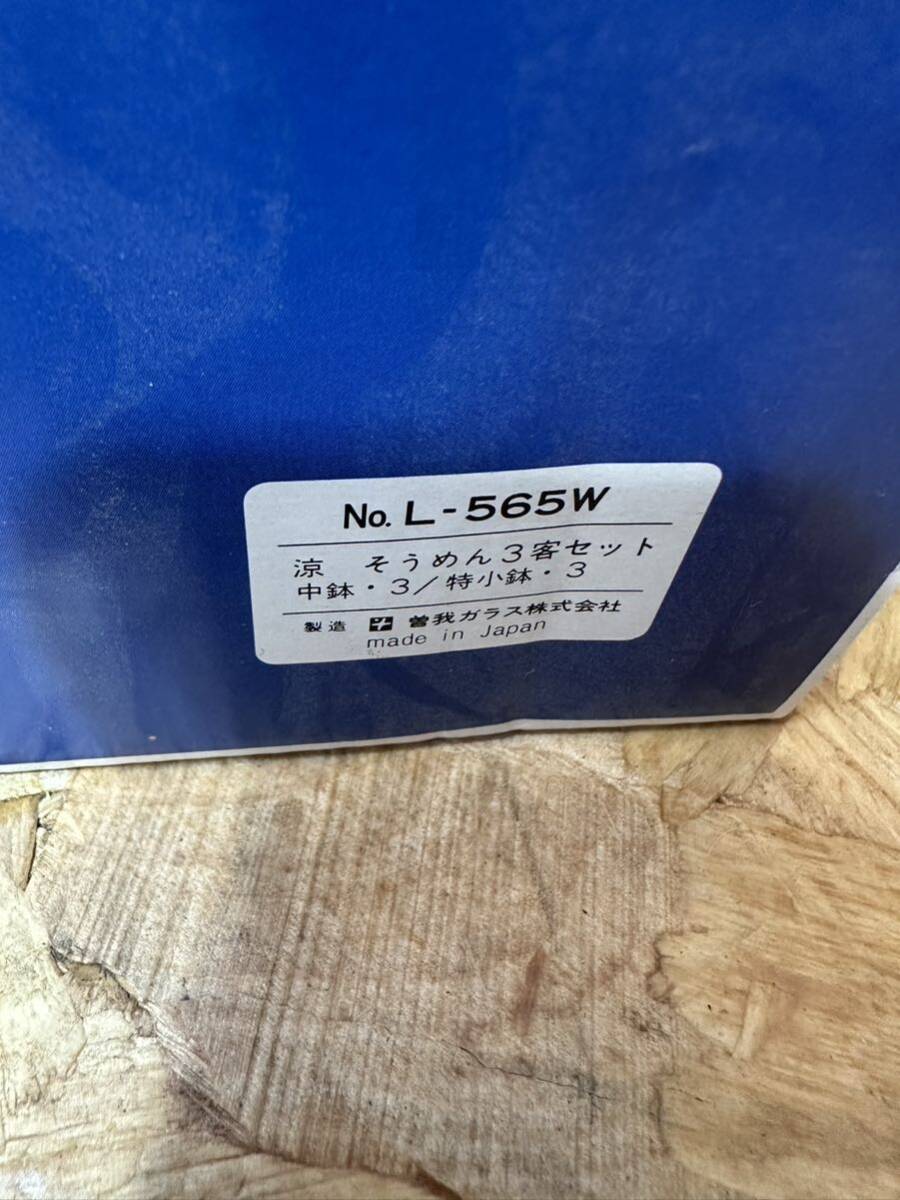 No. L-565W
涼 そうめん3客セット
中鉢・3/特小鉢・3
製造 曽我ガラス株式会社
made in Japan